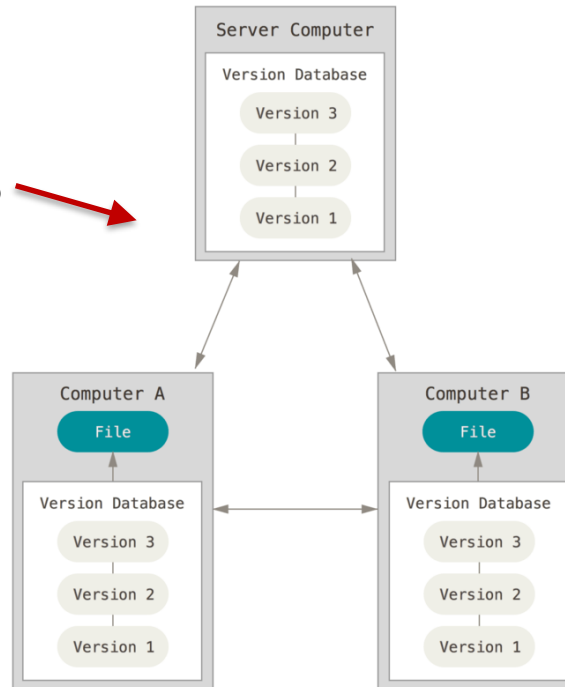 Server Computer
Version Database
Version 3
Version 2
Version 1
Computer A
File
Version Database
Version 3
Version 2
Version 1
Computer B
File
Version Database
Version 3
Version 2
Version 1